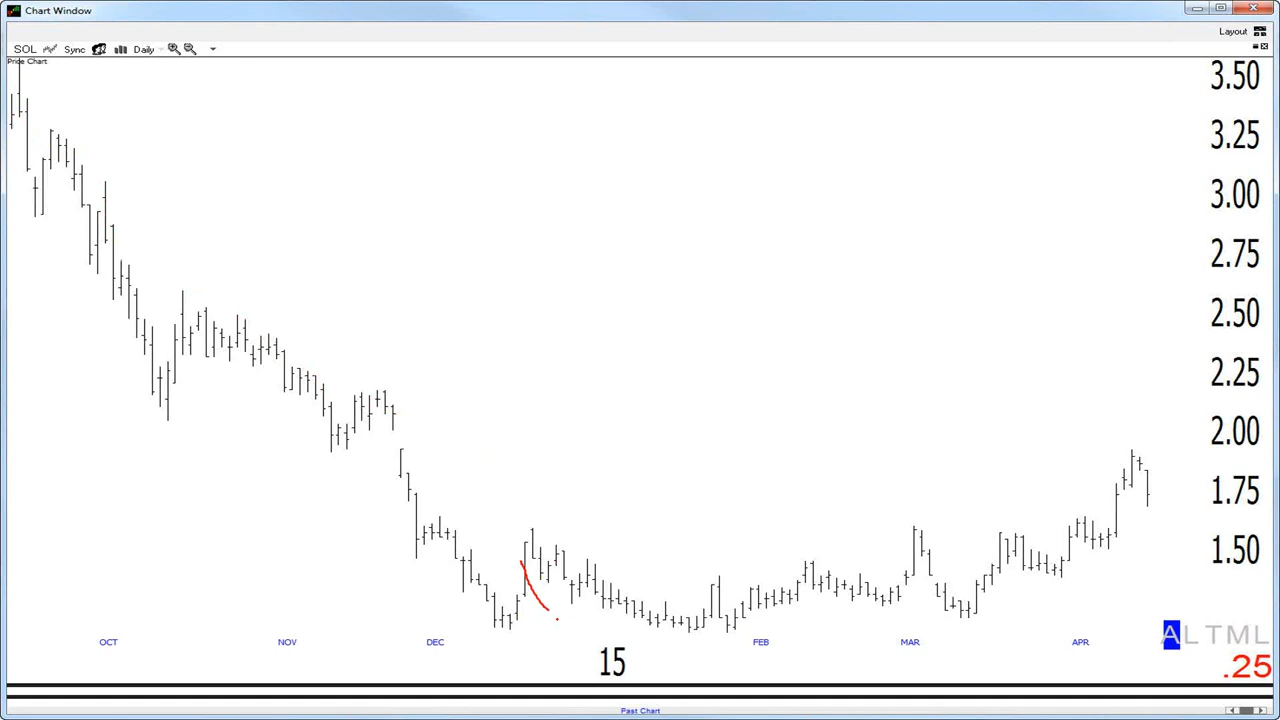 Chart Window
Layout
SOL Sync Daily
Price Chart
3.50
3.25
3.00
2.75
2.50
2.25
2.00
1.75
1.50
OCT NOV DEC 15 FEB MAR APR
ALTML
.25
Past Chart